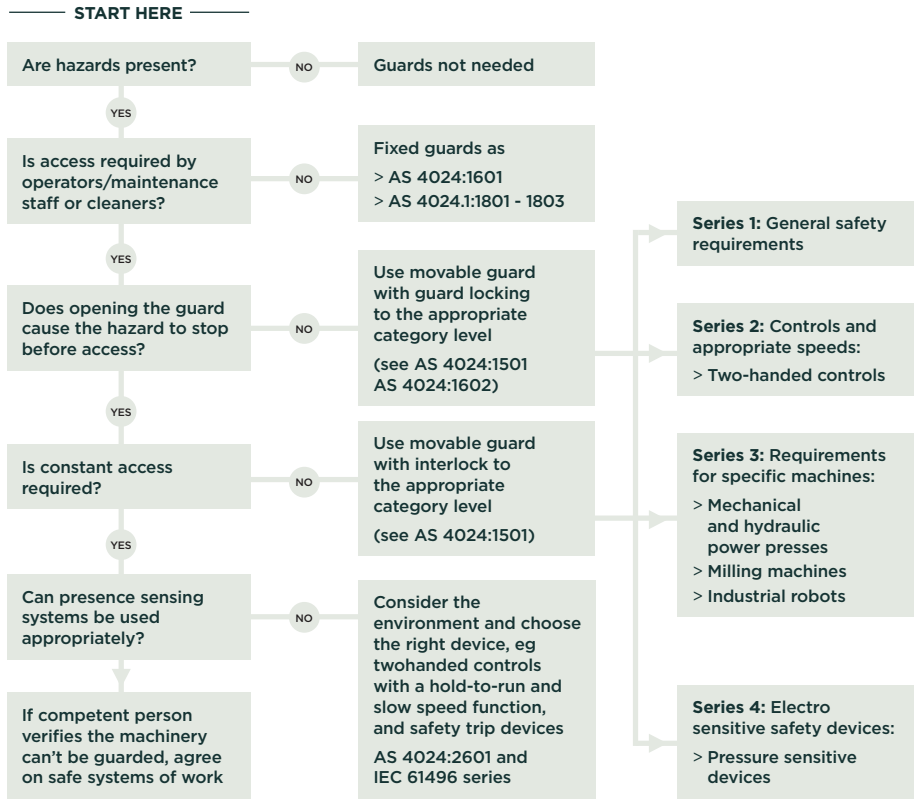 START HERE
Are hazards present?
NO
Guards not needed
YES
Is access required by
operators/maintenance
staff or cleaners?
NO
Fixed guards as
> AS 4024:1601
> AS 4024.1:1801 - 1803
YES
Does opening the guard
cause the hazard to stop
before access?
NO
Use movable guard
with guard locking
to the appropriate
category level
(see AS 4024:1501
AS 4024:1602)
YES
Is constant access
required?
NO
Use movable guard
with interlock to
the appropriate
category level
(see AS 4024:1501)
YES
Can presence sensing
systems be used
appropriately?
NO
Consider the
environment and choose
the right device, eg
twohanded controls
with a hold-to-run and
slow speed function,
and safety trip devices
AS 4024:2601 and
IEC 61496 series
If competent person
verifies the machinery
can't be guarded, agree
on safe systems of work
Series 1: General safety
requirements
Series 2: Controls and
appropriate speeds:
> Two-handed controls
Series 3: Requirements
for specific machines:
> Mechanical
and hydraulic
power presses
> Milling machines
> Industrial robots
Series 4: Electro
sensitive safety devices:
> Pressure sensitive
devices